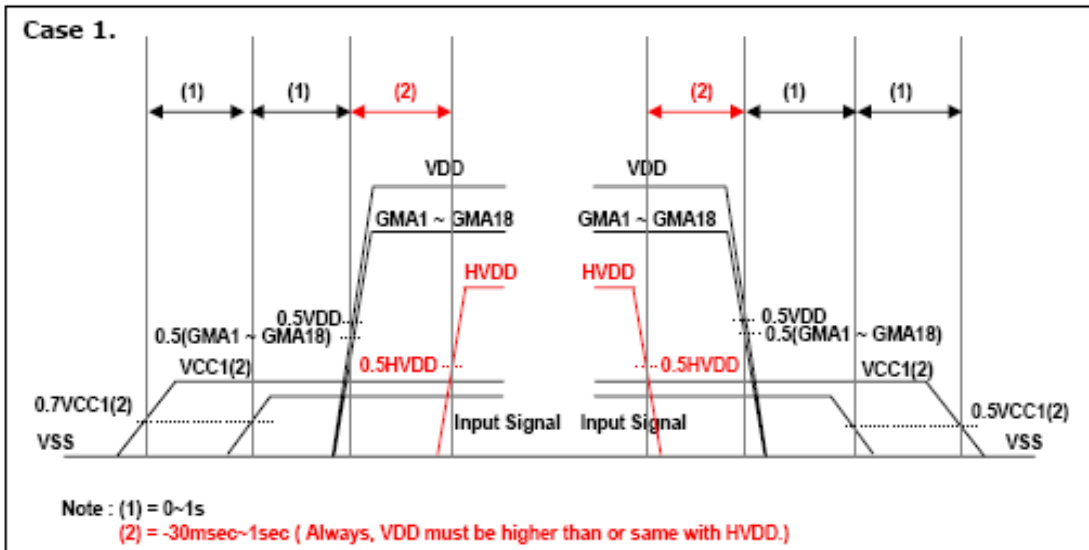 Case 1.
(1) (1) (2) (2) (1) (1)
VDD VDD
GMA1 ~ GMA18 GMA1 ~ GMA18
HVDD HVDD
0.5VDD 0.5VDD
0.5(GMA1 ~ GMA18) 0.5(GMA1 ~ GMA18)
VCC1(2) 0.5HVDD 0.5HVDD VCC1(2)
0.7VCC1(2) Input Signal Input Signal 0.5VCC1(2)
VSS VSS
Note : (1) = 0~1s
(2) = -30msec~1sec ( Always, VDD must be higher than or same with HVDD.)